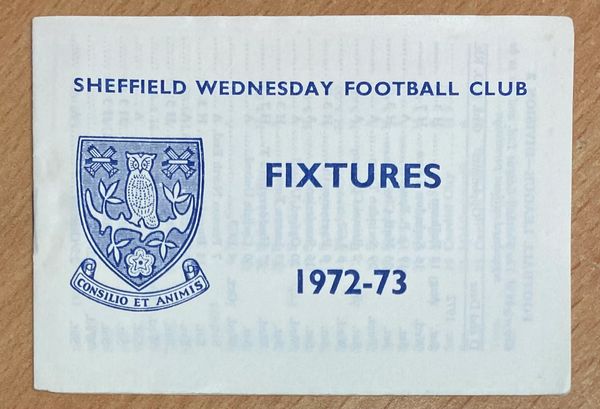 SHEFFIELD WEDNESDAY FOOTBALL CLUB
FIXTURES
CONSILIO ET ANIMIS
1972-73